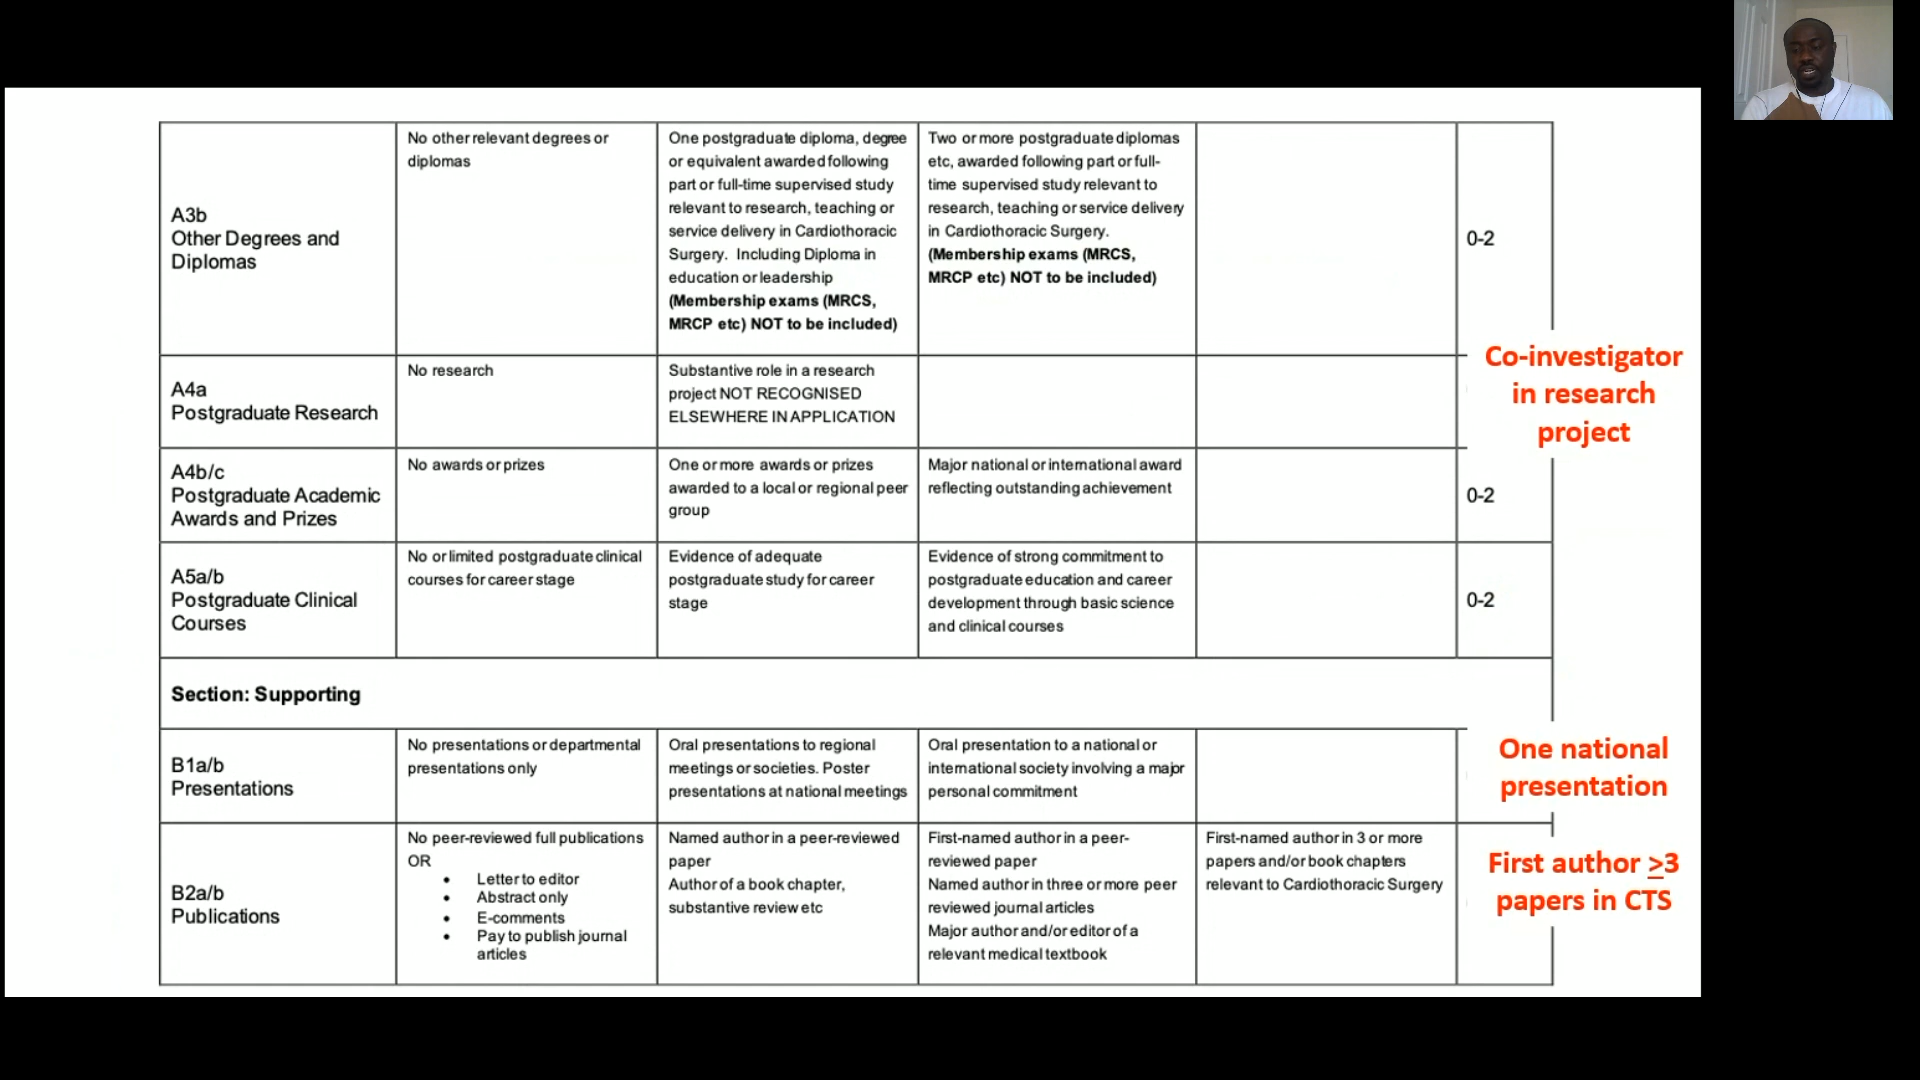 A3b
Other Degrees and
Diplomas
No other relevant degrees or
diplomas
One postgraduate diploma, degree
or equivalent awarded following
part or full-time supervised study
relevant to research, teaching or
service delivery in Cardiothoracic
Surgery. Including Diploma in
education or leadership
(Membership exams (MRCS,
MRCP etc) NOT to be included)
Two or more postgraduate diplomas
etc, awarded following part or full-
time supervised study relevant to
research, teaching or service delivery
in Cardiothoracic Surgery.
(Membership exams (MRCS,
MRCP etc) NOT to be included)
0-2
A4a
Postgraduate Research
No research
Substantive role in a research
project NOT RECOGNISED
ELSEWHERE IN APPLICATION
Co-investigator
in research
project
A4b/c
Postgraduate Academic
Awards and Prizes
No awards or prizes
One or more awards or prizes
awarded to a local or regional peer
group
Major national or international award
reflecting outstanding achievement
0-2
A5a/b
Postgraduate Clinical
Courses
No or limited postgraduate clinical
courses for career stage
Evidence of adequate
postgraduate study for career
stage
Evidence of strong commitment to
postgraduate education and career
development through basic science
and clinical courses
0-2
Section: Supporting
B1a/b
Presentations
No presentations or departmental
presentations only
Oral presentations to regional
meetings or societies. Poster
presentations at national meetings
Oral presentation to a national or
international society involving a major
personal commitment
One national
presentation
B2a/b
Publications
No peer-reviewed full publications
OR
• Letter to editor
• Abstract only
• E-comments
• Pay to publish journal
articles
Named author in a peer-reviewed
paper
Author of a book chapter,
substantive review etc
First-named author in a peer-
reviewed paper
Named author in three or more peer
reviewed journal articles
Major author and/or editor of a
relevant medical textbook
First-named author in 3 or more
papers and/or book chapters
relevant to Cardiothoracic Surgery
First author >3
papers in CTS